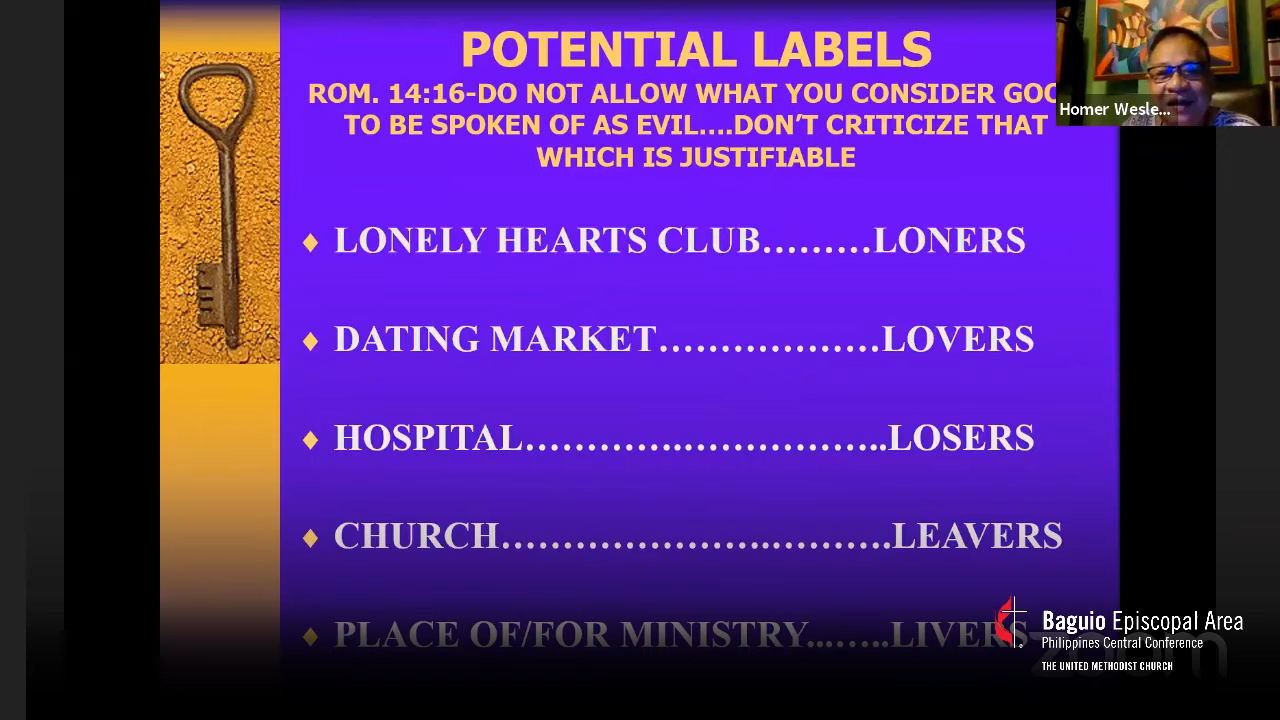 POTENTIAL LABELS
ROM. 14:16-DO NOT ALLOW WHAT YOU CONSIDER GOO
TO BE SPOKEN OF AS EVIL....DON'T CRITICIZE THAT
WHICH IS JUSTIFIABLE
Homer Wesle...
♦ LONELY HEARTS CLUB.........LONERS
♦ DATING MARKET..................LOVERS
♦ HOSPITAL.............................LOSERS
♦ CHURCH................................LEAVERS
♦ PLACE OF/FOR MINISTRY........LIVERS
Baguio Episcopal Area
Philippines Central Conference
THE UNITED METHODIST CHURCH
zoom